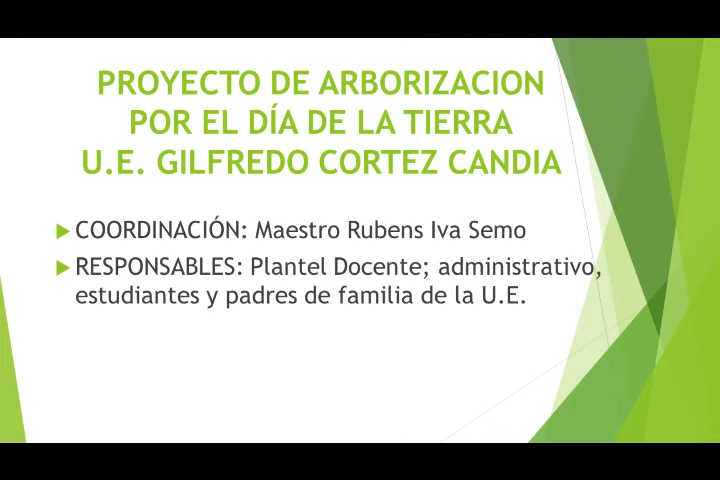 PROYECTO DE ARBORIZACION
POR EL DÍA DE LA TIERRA
U.E. GILFREDO CORTEZ CANDIA
COORDINACIÓN: Maestro Rubens Iva Semo
RESPONSABLES: Plantel Docente; administrativo,
estudiantes y padres de familia de la U.E.